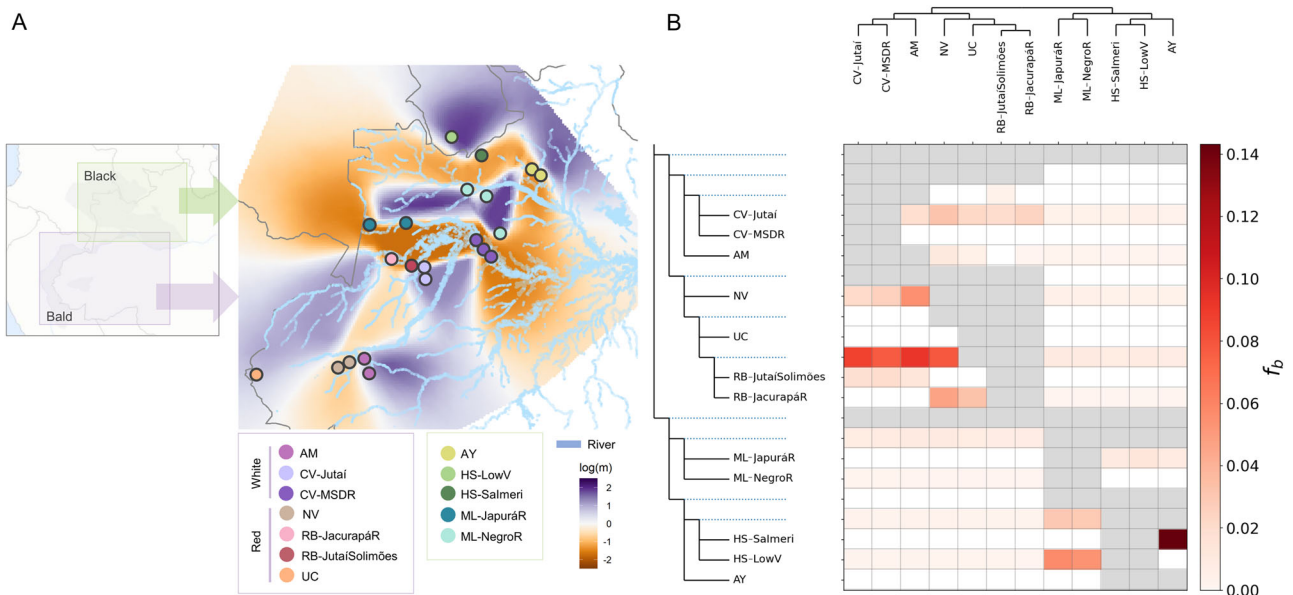 A
Black
Bald
White
AM
CV-Jutaí
CV-MSDR
Red
NV
RB-JacurapáR
RB-JutaíSolimões
UC
AY
HS-LowV
HS-Salmeri
ML-JapuráR
ML-NegroR
River
log(m)
2
1
0
-1
-2
B
CV-Jutaí
CV-MSDR
AM
NV
UC
RB-JutaíSolimões
RB-JacurapáR
ML-JapuráR
ML-NegroR
HS-Salmeri
HS-LowV
AY
CV-Jutaí
CV-MSDR
AM
NV
UC
RB-JutaíSolimões
RB-JacurapáR
ML-JapuráR
ML-NegroR
HS-Salmeri
HS-LowV
AY
0.14
0.12
0.10
0.08
0.06
0.04
0.02
0.00
f_b